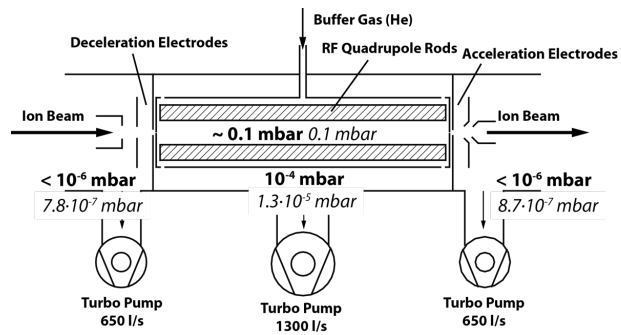 Buffer Gas (He)
Deceleration Electrodes
RF Quadrupole Rods
Acceleration Electrodes
Ion Beam
Ion Beam
~ 0.1 mbar 0.1 mbar
< 10⁻⁶ mbar
7.8·10⁻⁷ mbar
10⁻⁴ mbar
1.3·10⁻⁵ mbar
< 10⁻⁶ mbar
8.7·10⁻⁷ mbar
Turbo Pump
650 l/s
Turbo Pump
1300 l/s
Turbo Pump
650 l/s